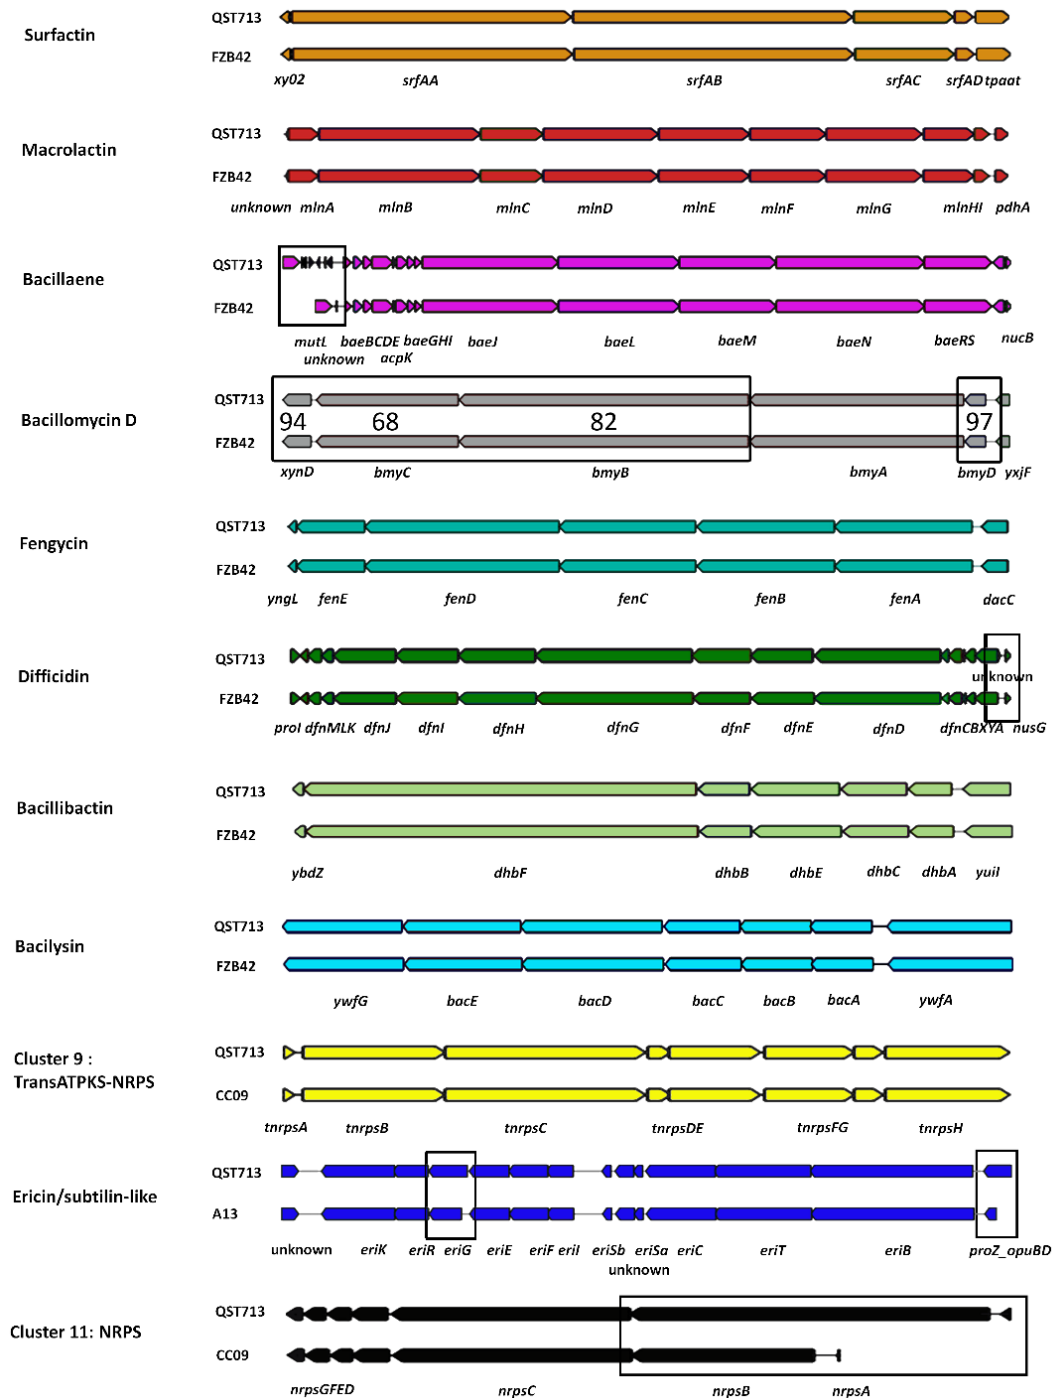 Surfactin
QST713
FZB42
xy02 srfAA srfAB srfAC srfAD tpaat
Macrolactin
QST713
FZB42
unknown mlnA mlnB mlnC mlnD mlnE mlnF mlnG mlnHI pdhA
Bacillaene
QST713
FZB42
mutL baeBCDE baeGHI baeJ baeL baeM baeN baeRS nucB
unknown acpK
Bacillomycin D
QST713
94 68 82 97
FZB42
xynD bmyC bmyB bmyA bmyD yxjF
Fengycin
QST713
FZB42
yngL fenE fenD fenC fenB fenA dacC
Difficidin
QST713
unknown
FZB42
proI dfnMLK dfnJ dfnI dfnH dfnG dfnF dfnE dfnD dfnCBXYA nusG
Bacillibactin
QST713
FZB42
ybdZ dhbF dhbB dhbE dhbC dhbA yuiI
Bacilysin
QST713
FZB42
ywfG bacE bacD bacC bacB bacA ywfA
Cluster 9 :
TransATPKS-NRPS
QST713
CC09
tnrpsA tnrpsB tnrpsC tnrpsDE tnrpsFG tnrpsH
Ericin/subtilin-like
QST713
A13
unknown eriK eriR eriG eriE eriF eriI eriSb eriSa eriC eriT eriB proZ_opuBD
unknown
Cluster 11: NRPS
QST713
CC09
nrpsGFED nrpsC nrpsB nrpsA